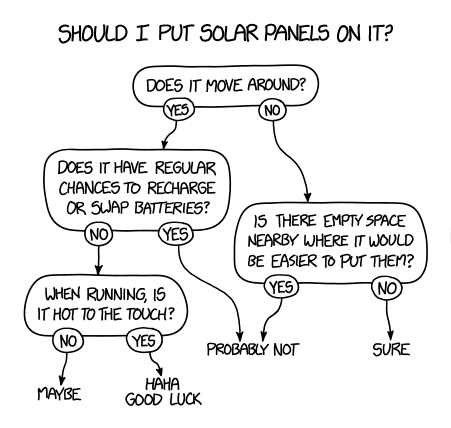 SHOULD I PUT SOLAR PANELS ON IT?
DOES IT MOVE AROUND?
YES
NO
DOES IT HAVE REGULAR
CHANCES TO RECHARGE
OR SWAP BATTERIES?
NO
YES
IS THERE EMPTY SPACE
NEARBY WHERE IT WOULD
BE EASIER TO PUT THEM?
YES
NO
WHEN RUNNING, IS
IT HOT TO THE TOUCH?
NO
YES
PROBABLY NOT
SURE
MAYBE
HAHA
GOOD LUCK